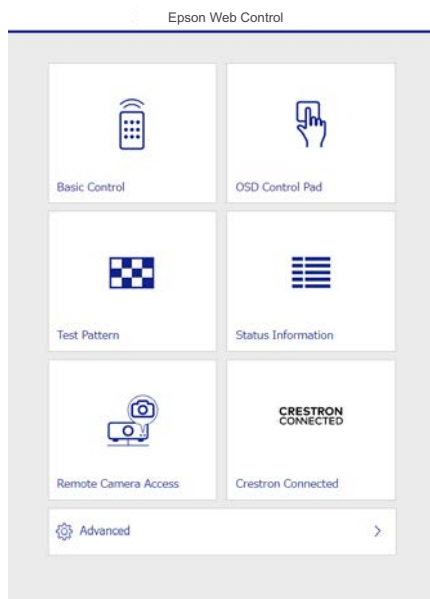 Epson Web Control
Basic Control
OSD Control Pad
Test Pattern
Status Information
CRESTRON
CONNECTED
Remote Camera Access
Crestron Connected
Advanced